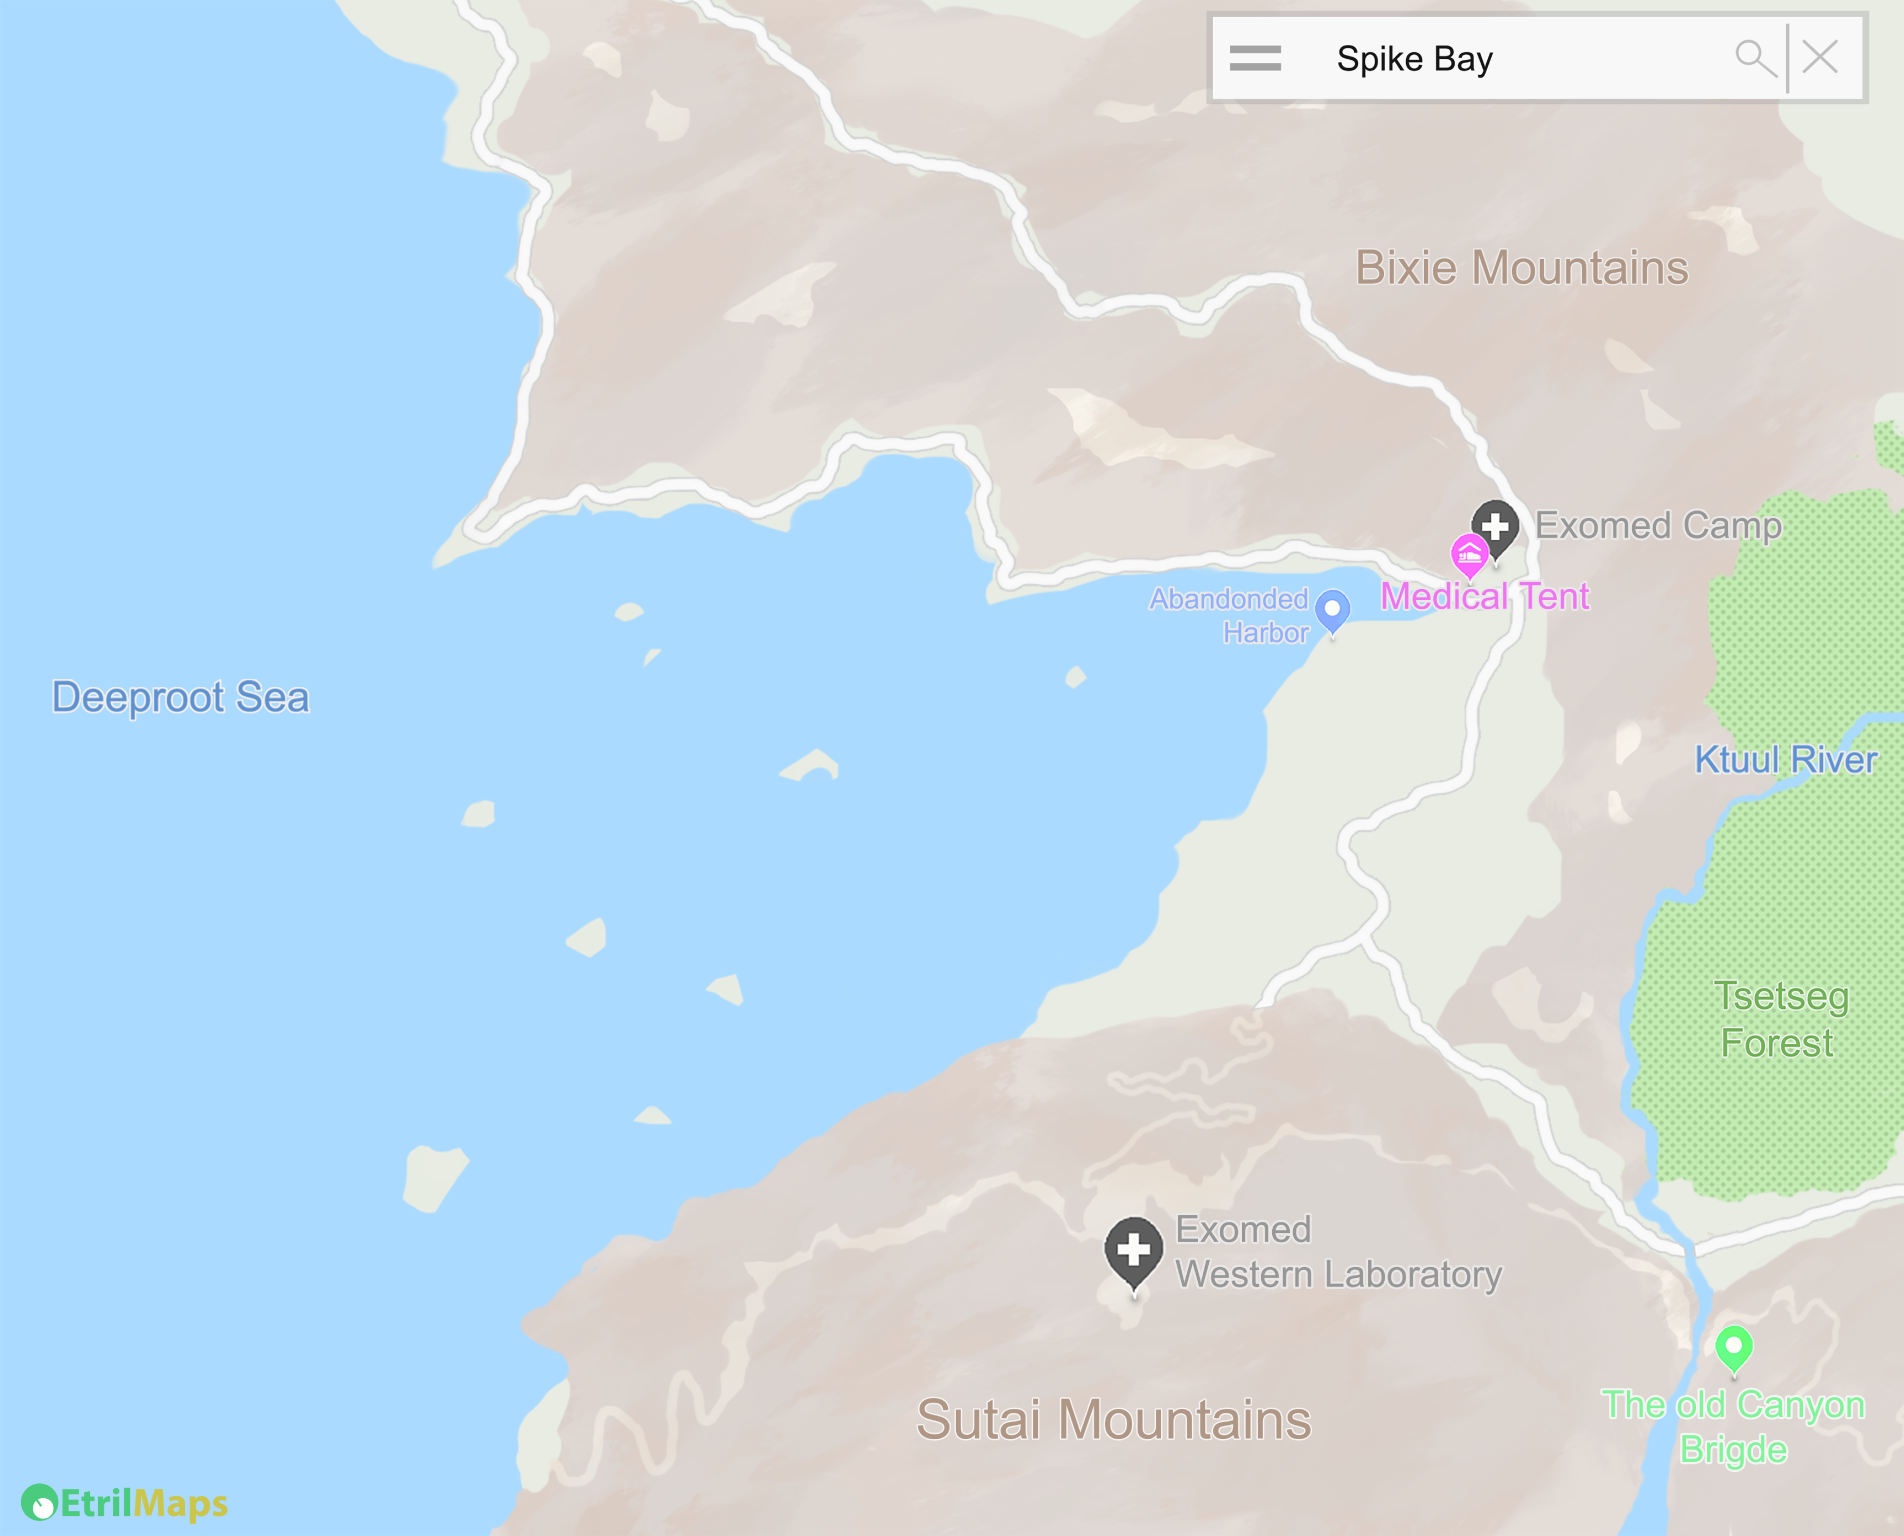 Spike Bay
Bixie Mountains
Exomed Camp
Medical Tent
Abandonded
Harbor
Deeproot Sea
Ktuul River
Tsetseg
Forest
Exomed
Western Laboratory
The old Canyon
Brigde
Sutai Mountains
EtrilMaps